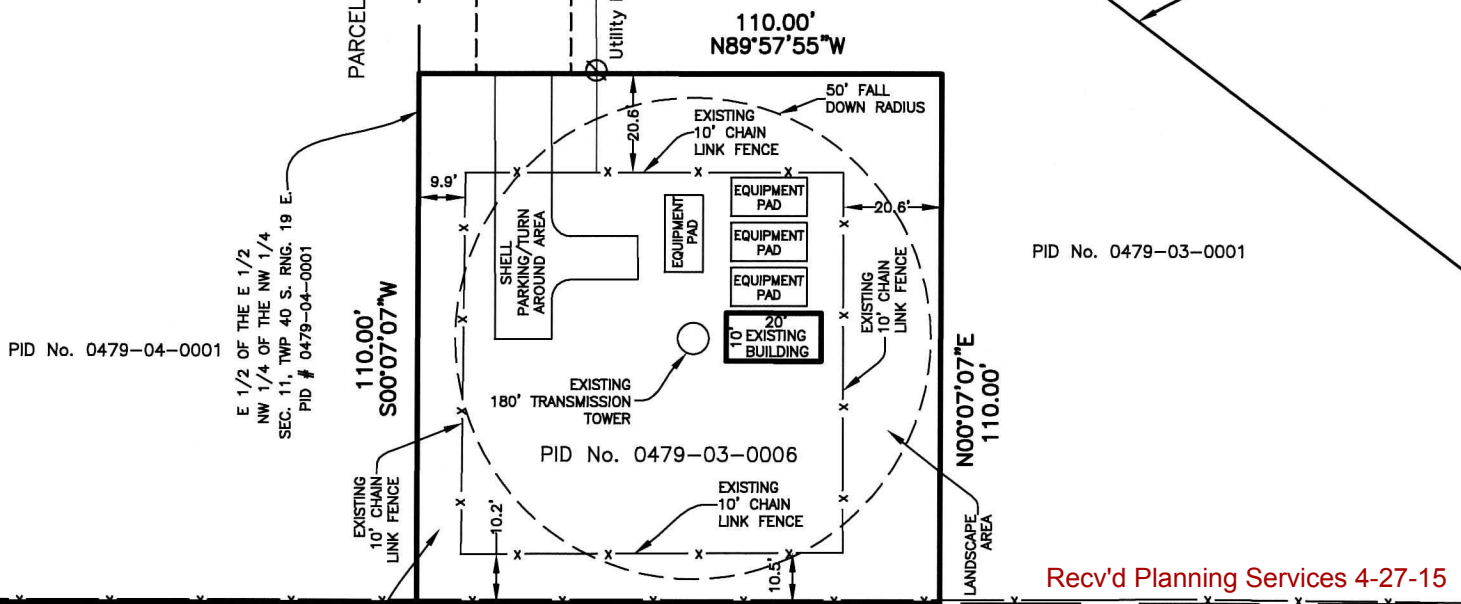 PARCEL
Utility
110.00'
N89°57'55"W
50' FALL
DOWN RADIUS
20.6'
EXISTING
10' CHAIN
LINK FENCE
9.9'
20.6'
EQUIPMENT
PAD
EQUIPMENT
PAD
EQUIPMENT
PAD
EQUIPMENT
PAD
SHELL
PARKING/TURN
AROUND AREA
E 1/2 OF THE E 1/2
NW 1/4 OF THE NW 1/4
SEC. 11, TWP 40 S. RNG. 19 E.
PID # 0479-04-0001
PID No. 0479-03-0001
PID No. 0479-04-0001
110.00'
S00°07'07"W
20'
10'
EXISTING
BUILDING
EXISTING
10' CHAIN
LINK FENCE
EXISTING
180' TRANSMISSION
TOWER
N00°07'07"E
110.00'
PID No. 0479-03-0006
EXISTING
10' CHAIN
LINK FENCE
EXISTING
10' CHAIN
LINK FENCE
10.2'
10.5'
LANDSCAPE
AREA
Recv'd Planning Services 4-27-15